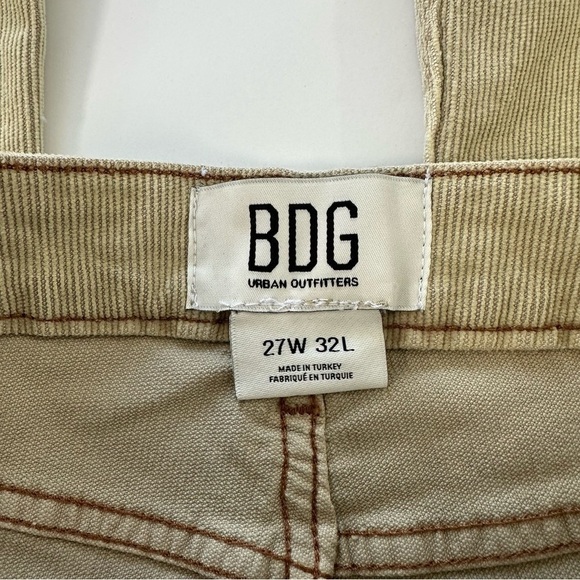 BDG
URBAN OUTFITTERS
27W 32L
MADE IN TURKEY
FABRIQUÉ EN TURQUIE